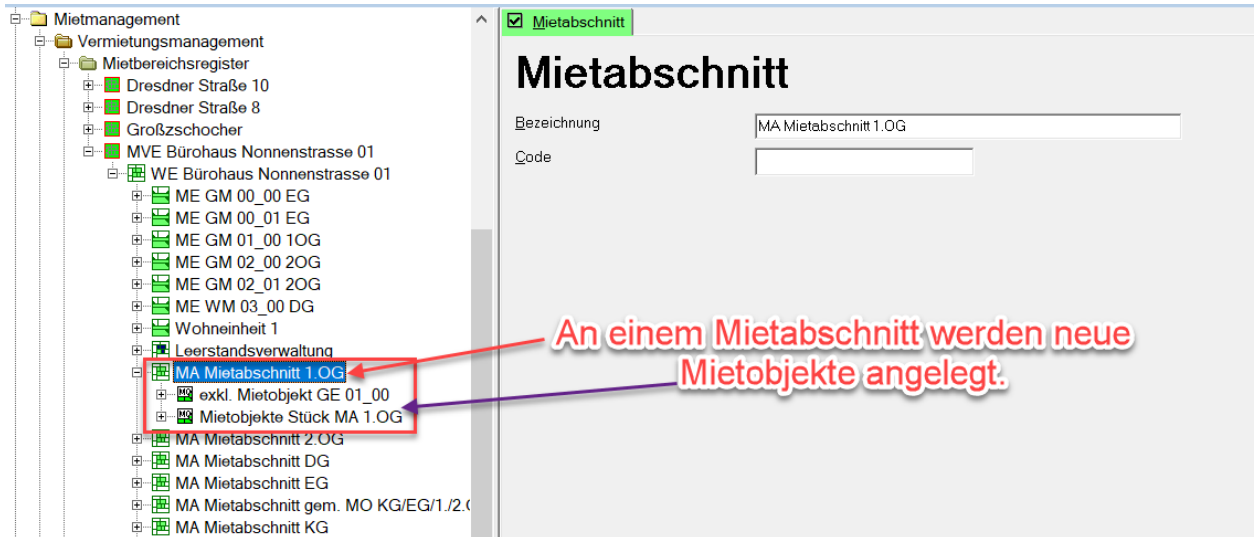 Mietmanagement
Vermietungsmanagement
Mietbereichsregister
Dresdner Straße 10
Dresdner Straße 8
Großzschocher
MVE Bürohaus Nonnenstrasse 01
WE Bürohaus Nonnenstrasse 01
ME GM 00_00 EG
ME GM 00_01 EG
ME GM 01_00 1OG
ME GM 02_00 2OG
ME GM 02_01 2OG
ME WM 03_00 DG
Wohneinheit 1
Leerstandsverwaltung
MA Mietabschnitt 1.OG
exkl. Mietobjekt GE 01_00
Mietobjekte Stück MA 1.OG
MA Mietabschnitt 2.OG
MA Mietabschnitt DG
MA Mietabschnitt EG
MA Mietabschnitt gem. MO KG/EG/1./2.
MA Mietabschnitt KG
Mietabschnitt
Mietabschnitt
Bezeichnung
MA Mietabschnitt 1.OG
Code
An einem Mietabschnitt werden neue
Mietobjekte angelegt.